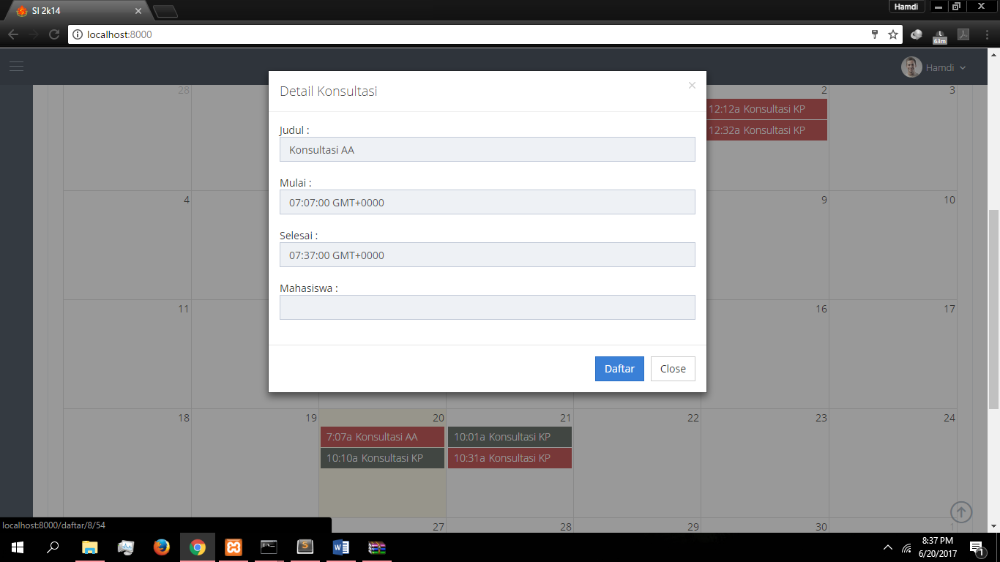 SI 2k14
Hamdi
localhost:8000
63m
Hamdi
28 2 3
12:12a Konsultasi KP
12:32a Konsultasi KP
Detail Konsultasi
×
Judul :
Konsultasi AA
Mulai :
07:07:00 GMT+0000
Selesai :
07:37:00 GMT+0000
Mahasiswa :
Daftar Close
4 9 10
11 16 17
18 19 20 21 22 23 24
7:07a Konsultasi AA 10:01a Konsultasi KP
10:10a Konsultasi KP 10:31a Konsultasi KP
27 28 29 30 1
localhost:8000/daftar/8/54
8:37 PM
6/20/2017
1